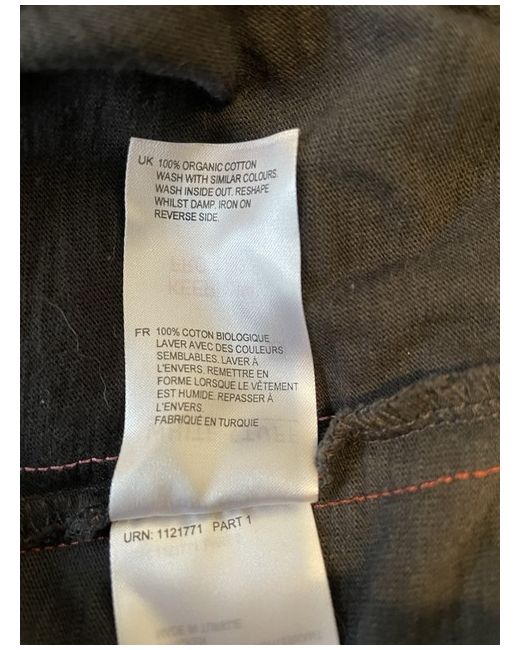 UK 100% ORGANIC COTTON
WASH WITH SIMILAR COLOURS.
WASH INSIDE OUT. RESHAPE
WHILST DAMP. IRON ON
REVERSE SIDE.
FR 100% COTON BIOLOGIQUE
LAVER AVEC DES COULEURS
SEMBLABLES. LAVER À
L'ENVERS. REMETTRE EN
FORME LORSQUE LE VÊTEMENT
EST HUMIDE. REPASSER À
L'ENVERS.
FABRIQUÉ EN TURQUIE
URN: 1121771 PART 1